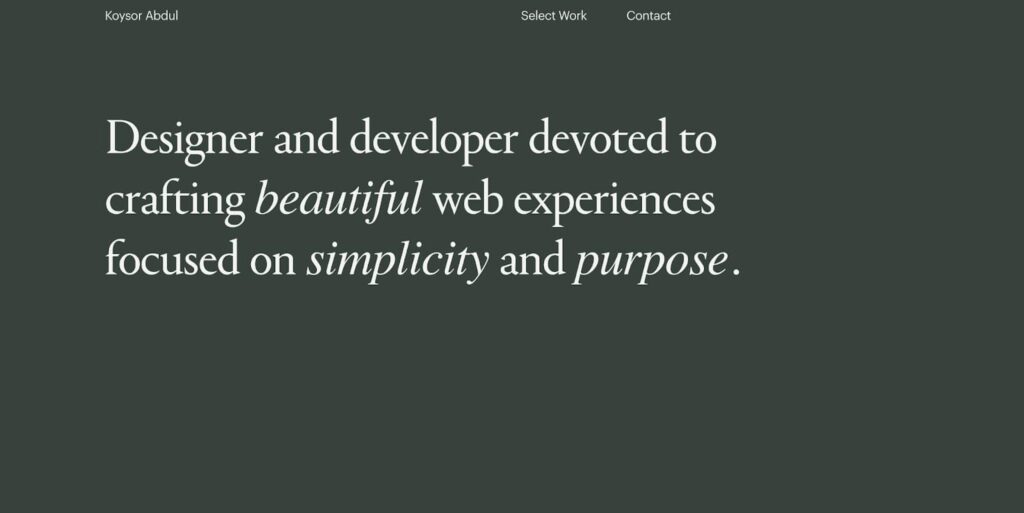 Koysor Abdul Select Work Contact
Designer and developer devoted to
crafting beautiful web experiences
focused on simplicity and purpose.